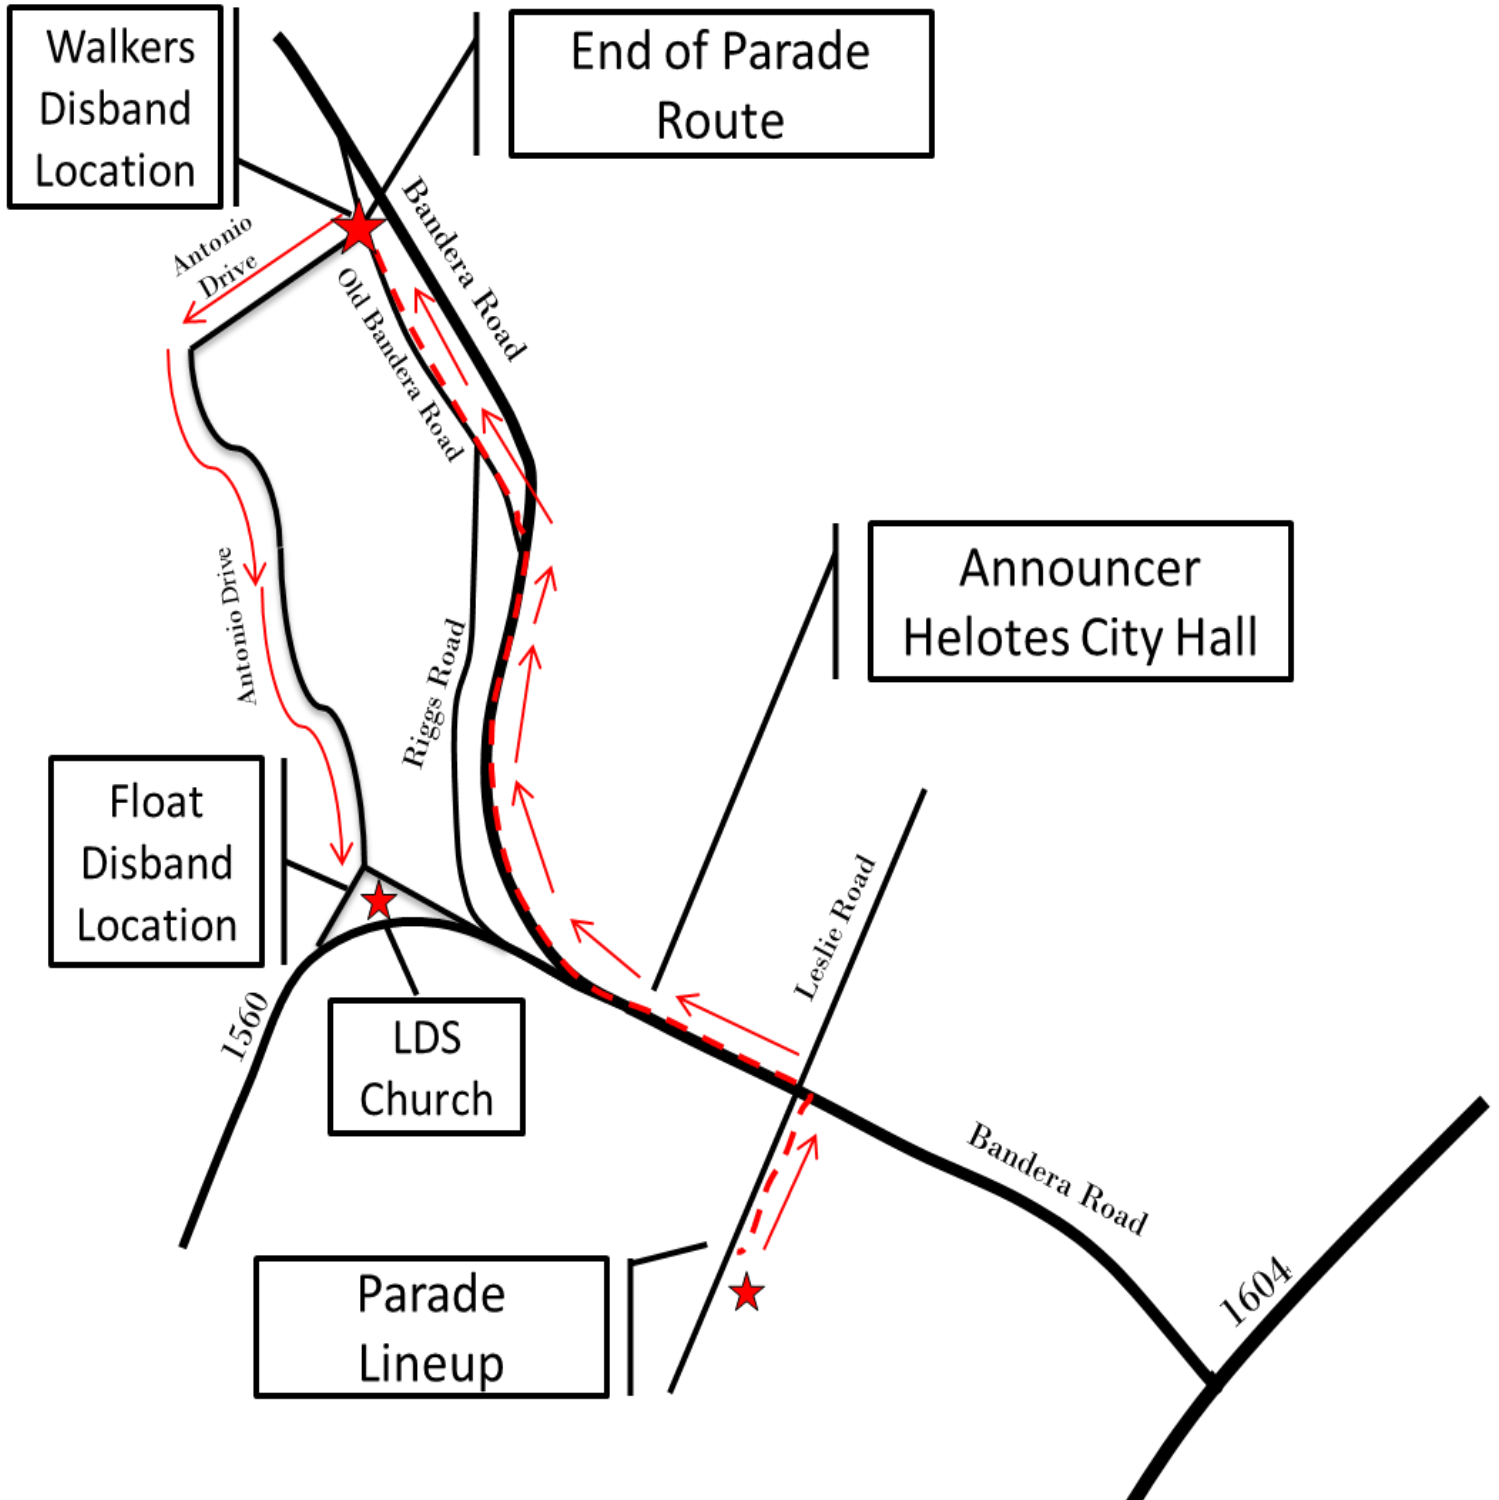 Walkers
Disband
Location
End of Parade
Route
Antonio
Drive
Bandera Road
Old Bandera Road
Antonio Drive
Riggs Road
Announcer
Helotes City Hall
Float
Disband
Location
Leslie Road
1560
LDS
Church
Bandera Road
1604
Parade
Lineup